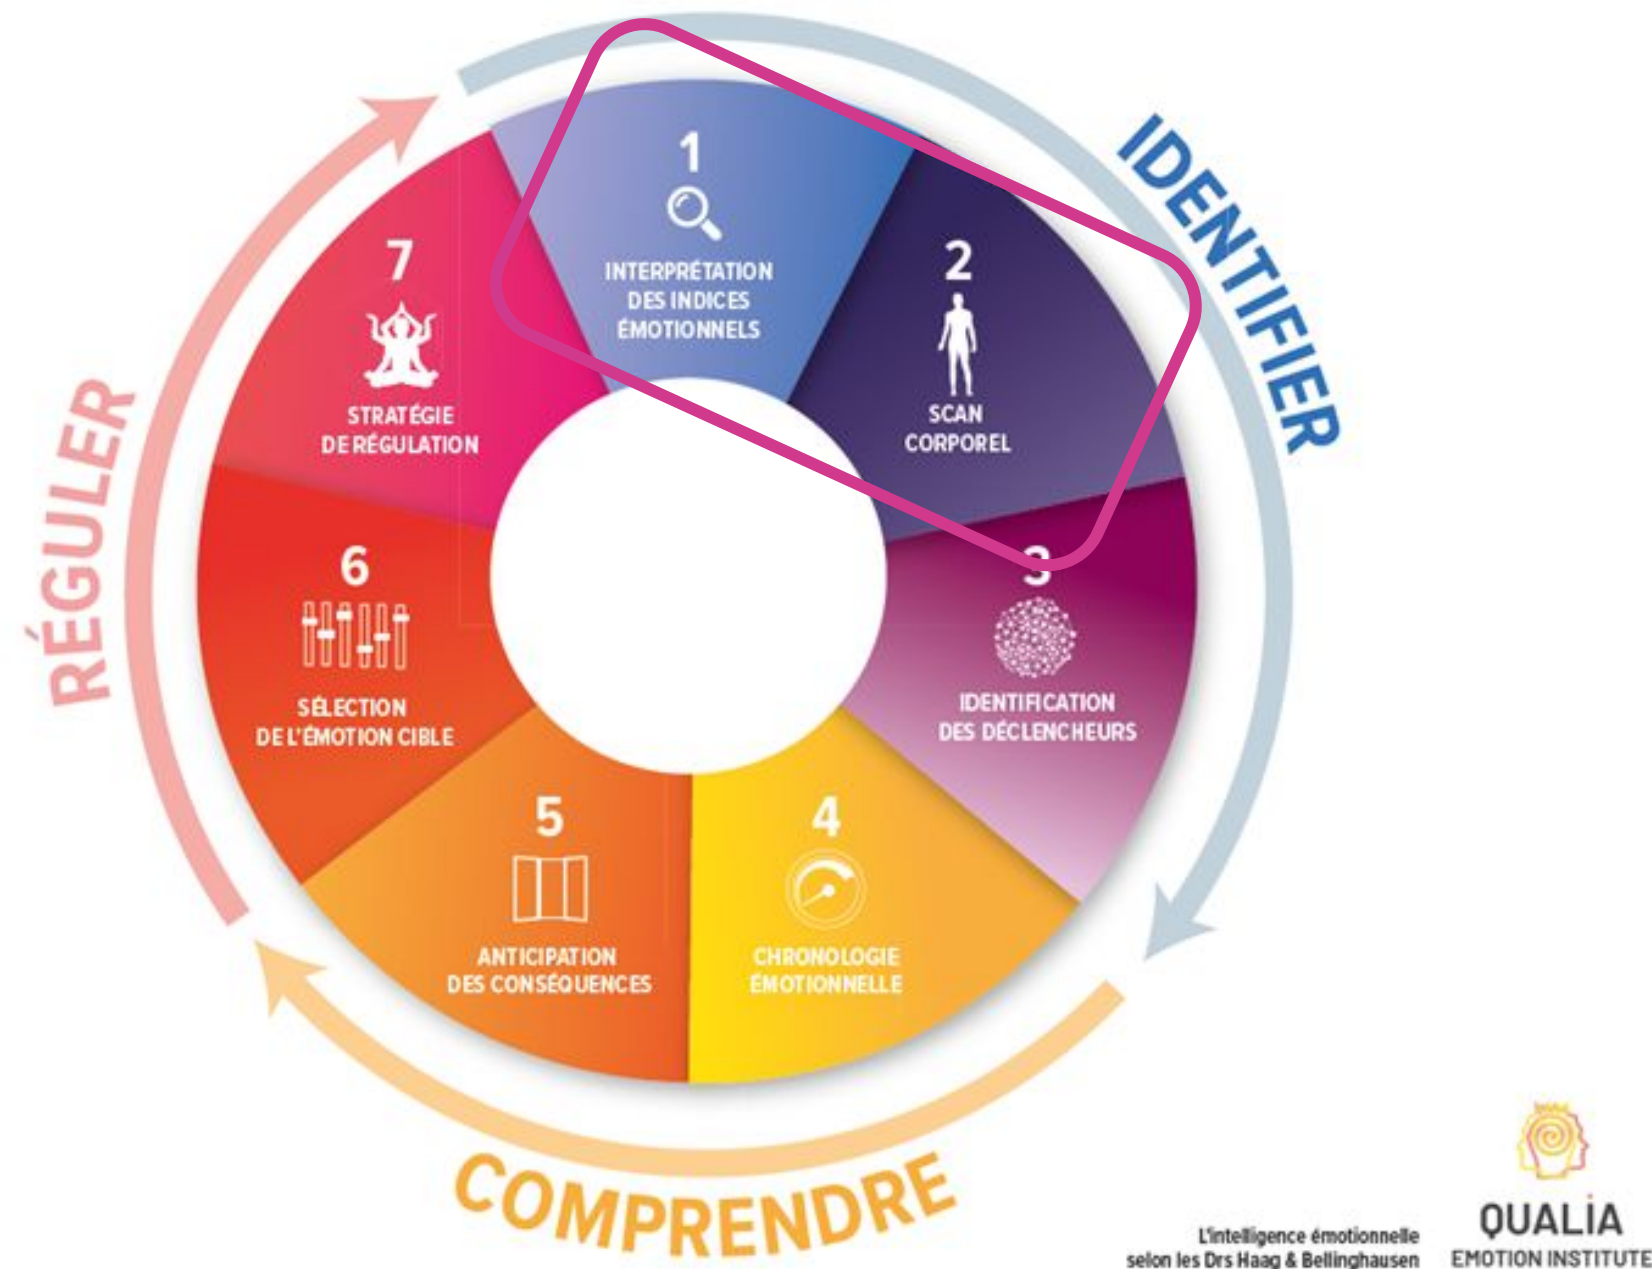 IDENTIFIER
1
INTERPRÉTATION
DES INDICES
ÉMOTIONNELS
2
SCAN
CORPOREL
3
IDENTIFICATION
DES DÉCLENCHEURS
4
CHRONOLOGIE
ÉMOTIONNELLE
COMPRENDRE
5
ANTICIPATION
DES CONSÉQUENCES
6
SÉLECTION
DE L'ÉMOTION CIBLE
RÉGULER
7
STRATÉGIE
DE RÉGULATION
L'intelligence émotionnelle
selon les Drs Haag & Bellinghausen
QUALIA
EMOTION INSTITUTE